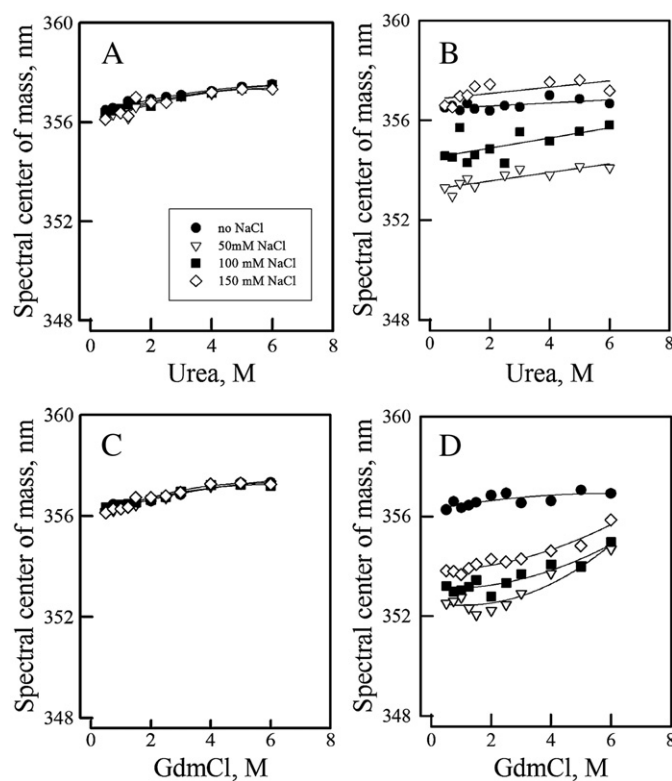 A
B
Spectral center of mass, nm
360
356
352
348
0 2 4 6 8
Urea, M
no NaCl
50mM NaCl
100 mM NaCl
150 mM NaCl
Spectral center of mass, nm
360
356
352
348
0 2 4 6 8
Urea, M
C
D
Spectral center of mass, nm
360
356
352
348
0 2 4 6 8
GdmCl, M
Spectral center of mass, nm
360
356
352
348
0 2 4 6 8
GdmCl, M